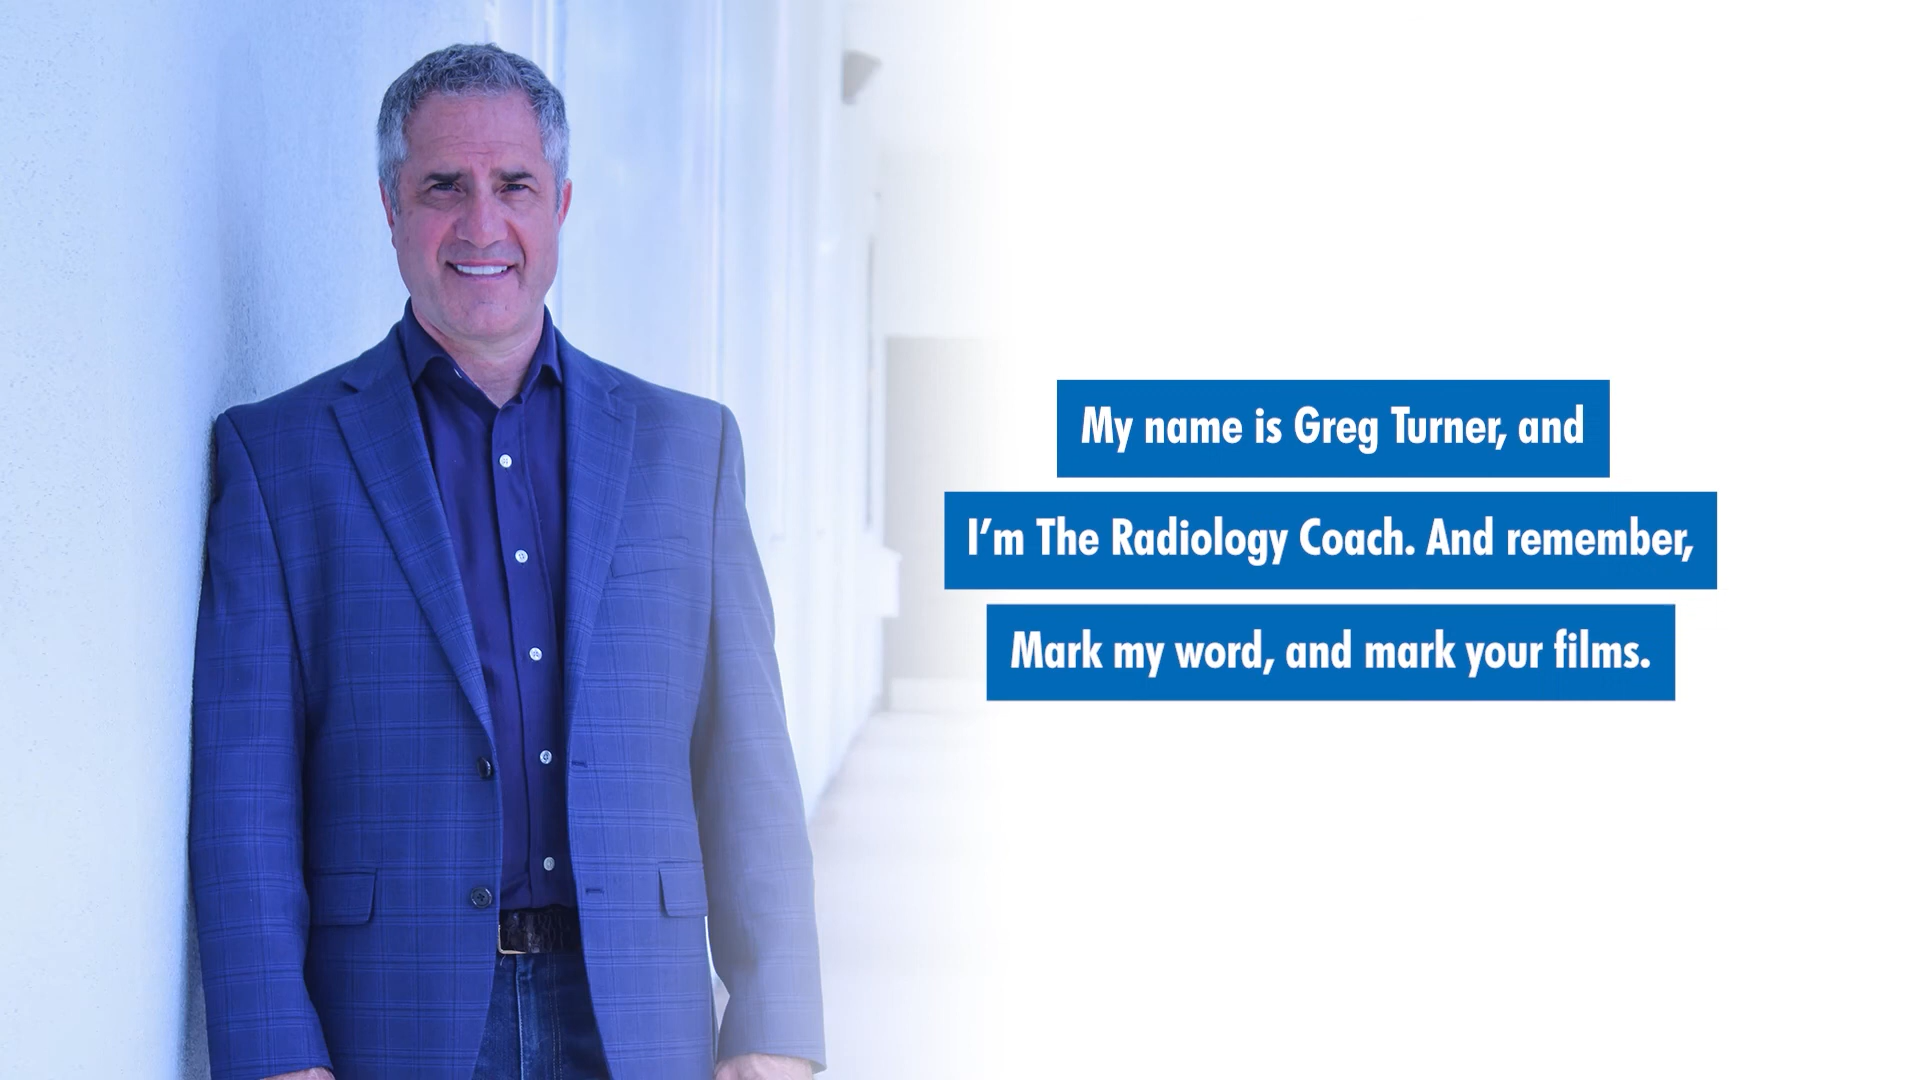 My name is Greg Turner, and
I’m The Radiology Coach. And remember,
Mark my word, and mark your films.